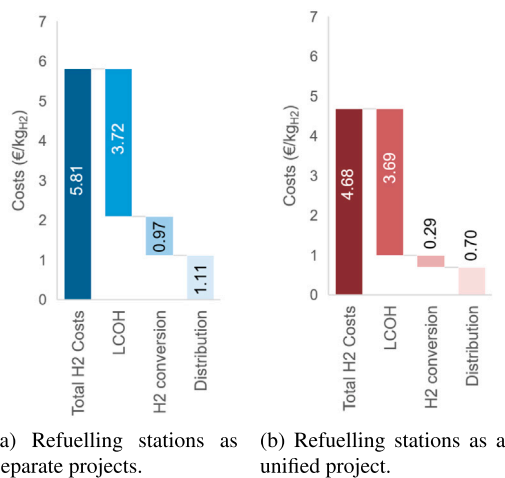 7
6
5
4
3
2
1
0
Costs (€/kgH2)
5.81
3.72
0.97
1.11
Total H2 Costs
LCOH
H2 conversion
Distribution
7
6
5
4
3
2
1
0
Costs (€/kgH2)
4.68
3.69
0.29
0.70
Total H2 Costs
LCOH
H2 conversion
Distribution
a) Refuelling stations as
eparate projects.
(b) Refuelling stations as a
unified project.